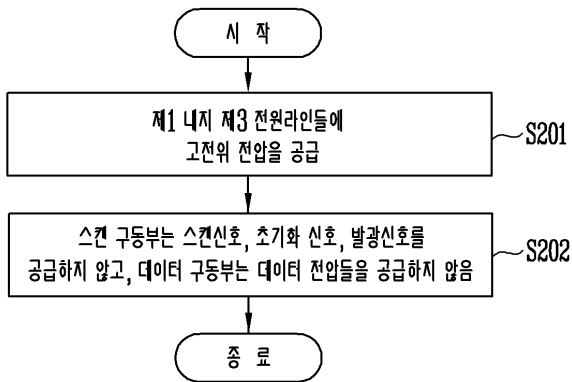 시 작
제1 내지 제3 전원라인들에
고전위 전압을 공급
S201
스캔 구동부는 스캔신호, 초기화 신호, 발광신호를
공급하지 않고, 데이터 구동부는 데이터 전압들을 공급하지 않음
S202
종 료